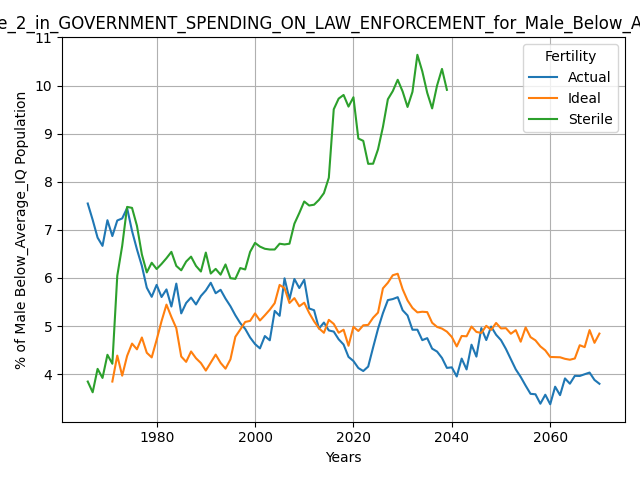 e_2_in_GOVERNMENT_SPENDING_ON_LAW_ENFORCEMENT_for_Male_Below_A
% of Male Below_Average_IQ Population
11
10
9
8
7
6
5
4
Fertility
Actual
Ideal
Sterile
1980
2000
2020
2040
2060
Years